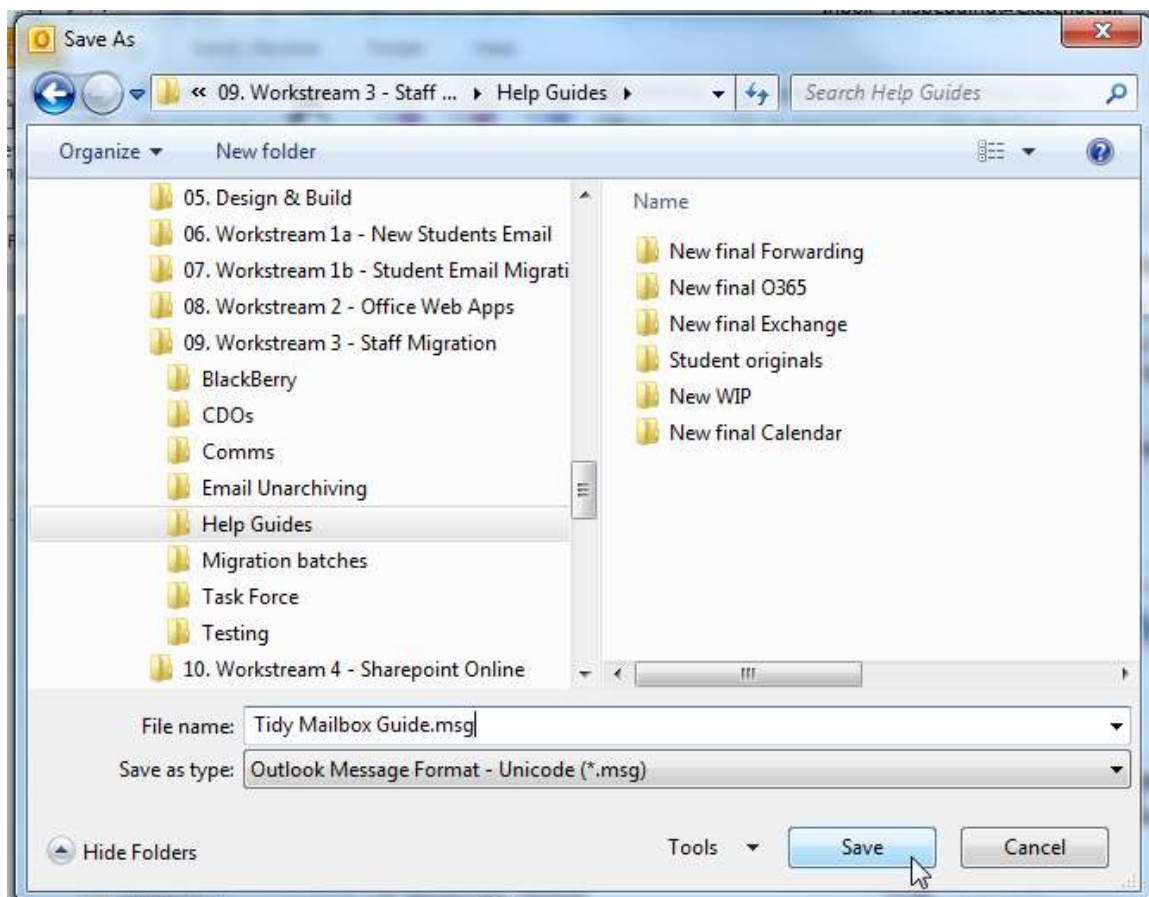 Save As
« 09. Workstream 3 - Staff ... Help Guides
Search Help Guides
Organize
New folder
05. Design & Build
06. Workstream 1a - New Students Email
07. Workstream 1b - Student Email Migrati
08. Workstream 2 - Office Web Apps
09. Workstream 3 - Staff Migration
BlackBerry
CDOs
Comms
Email Unarchiving
Help Guides
Migration batches
Task Force
Testing
10. Workstream 4 - Sharepoint Online
Name
New final Forwarding
New final O365
New final Exchange
Student originals
New WIP
New final Calendar
File name: Tidy Mailbox Guide.msg
Save as type: Outlook Message Format - Unicode (*.msg)
Hide Folders
Tools
Save
Cancel